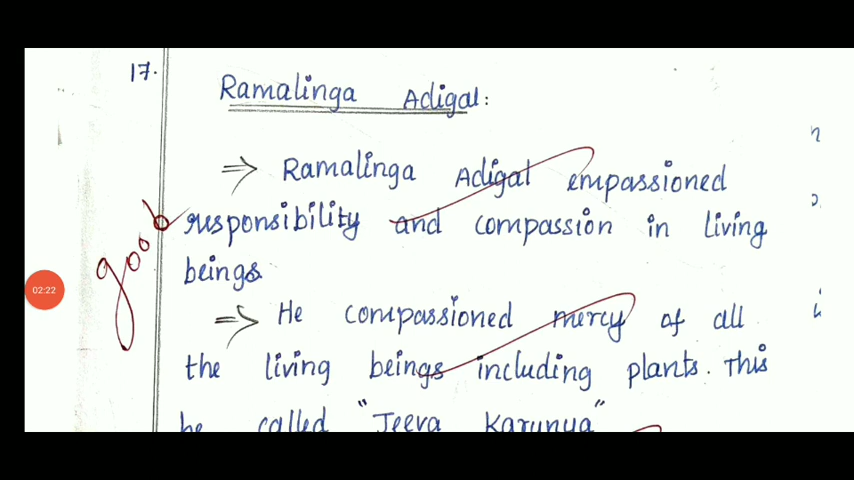 17.
Ramalinga Adigal:
⇒ Ramalinga Adigal empassioned
responsibility and compassion in living
beings.
good
02:22
⇒ He compassioned mercy of all
the living beings including plants. This
he called "Jeeva Karunya"